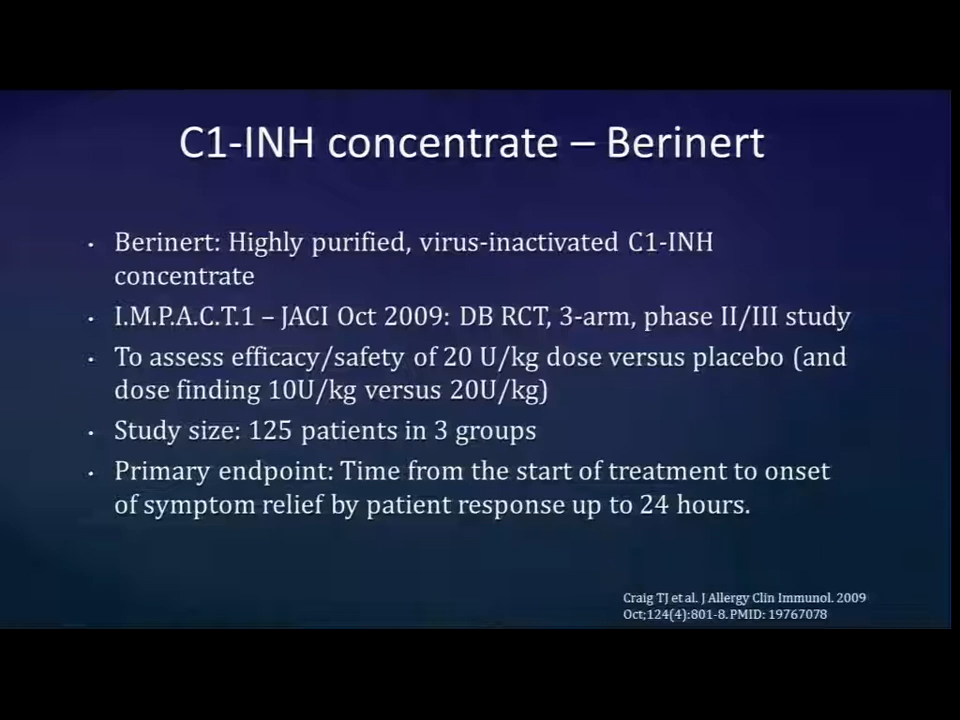 C1-INH concentrate – Berinert
• Berinert: Highly purified, virus-inactivated C1-INH
concentrate
• I.M.P.A.C.T.1 – JACI Oct 2009: DB RCT, 3-arm, phase II/III study
• To assess efficacy/safety of 20 U/kg dose versus placebo (and
dose finding 10U/kg versus 20U/kg)
• Study size: 125 patients in 3 groups
• Primary endpoint: Time from the start of treatment to onset
of symptom relief by patient response up to 24 hours.
Craig TJ et al. J Allergy Clin Immunol. 2009
Oct;124(4):801-8. PMID: 19767078